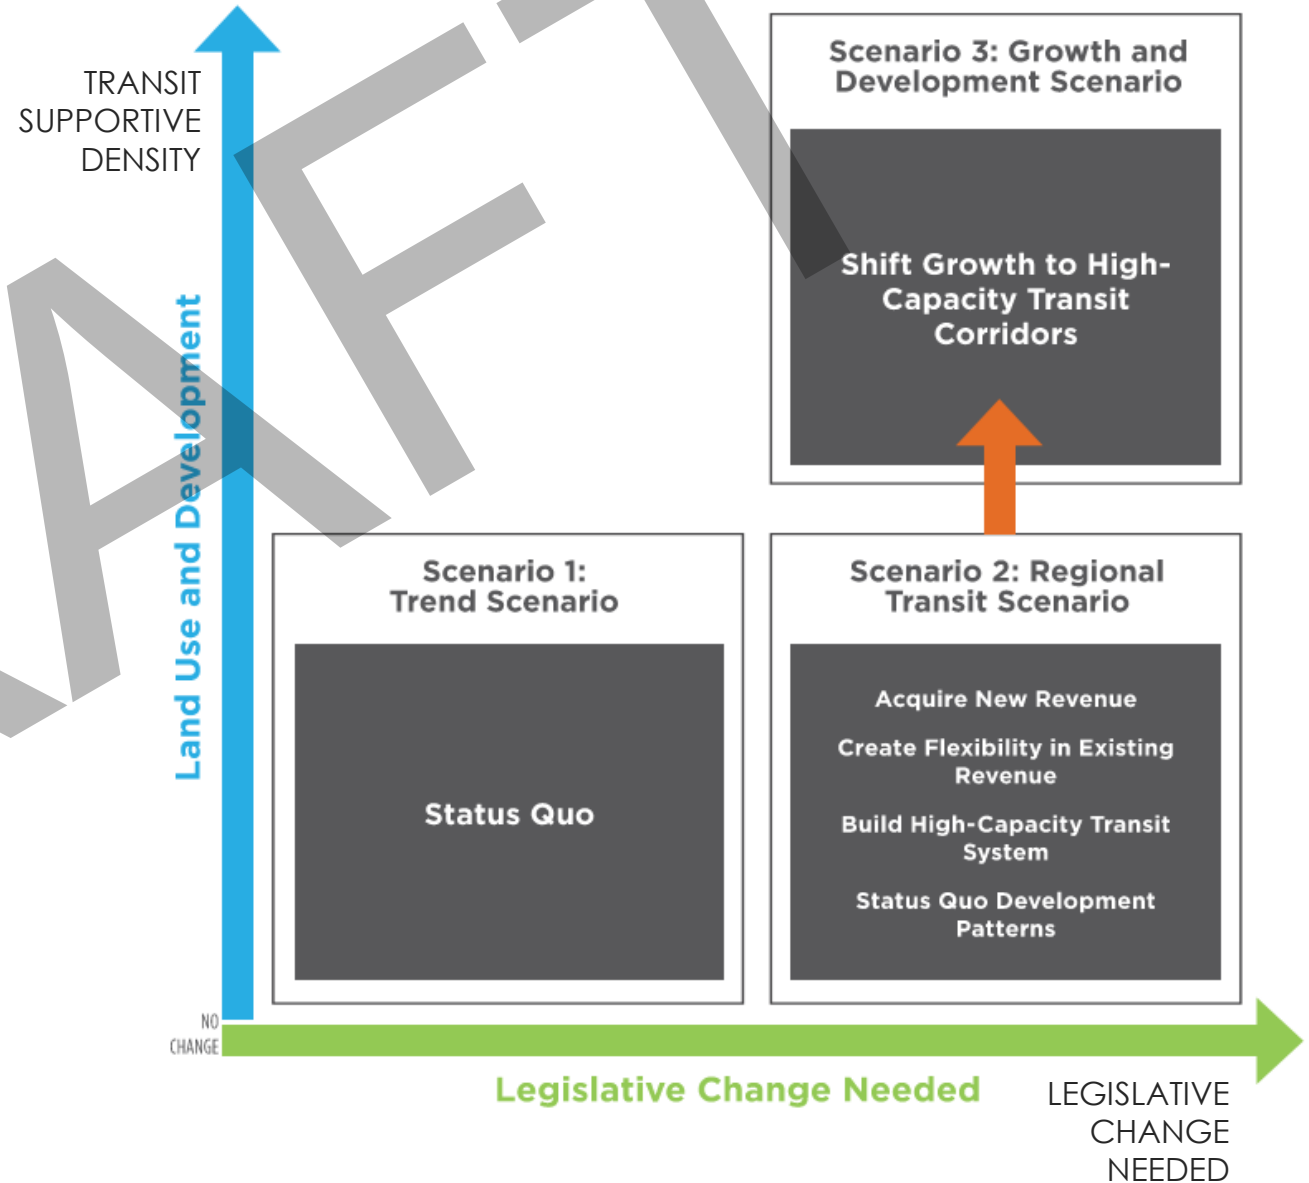 TRANSIT
SUPPORTIVE
DENSITY
Land Use and Development
Scenario 3: Growth and
Development Scenario
Shift Growth to High-
Capacity Transit
Corridors
Scenario 1:
Trend Scenario
Status Quo
Scenario 2: Regional
Transit Scenario
Acquire New Revenue
Create Flexibility in Existing
Revenue
Build High-Capacity Transit
System
Status Quo Development
Patterns
NO
CHANGE
Legislative Change Needed
LEGISLATIVE
CHANGE
NEEDED